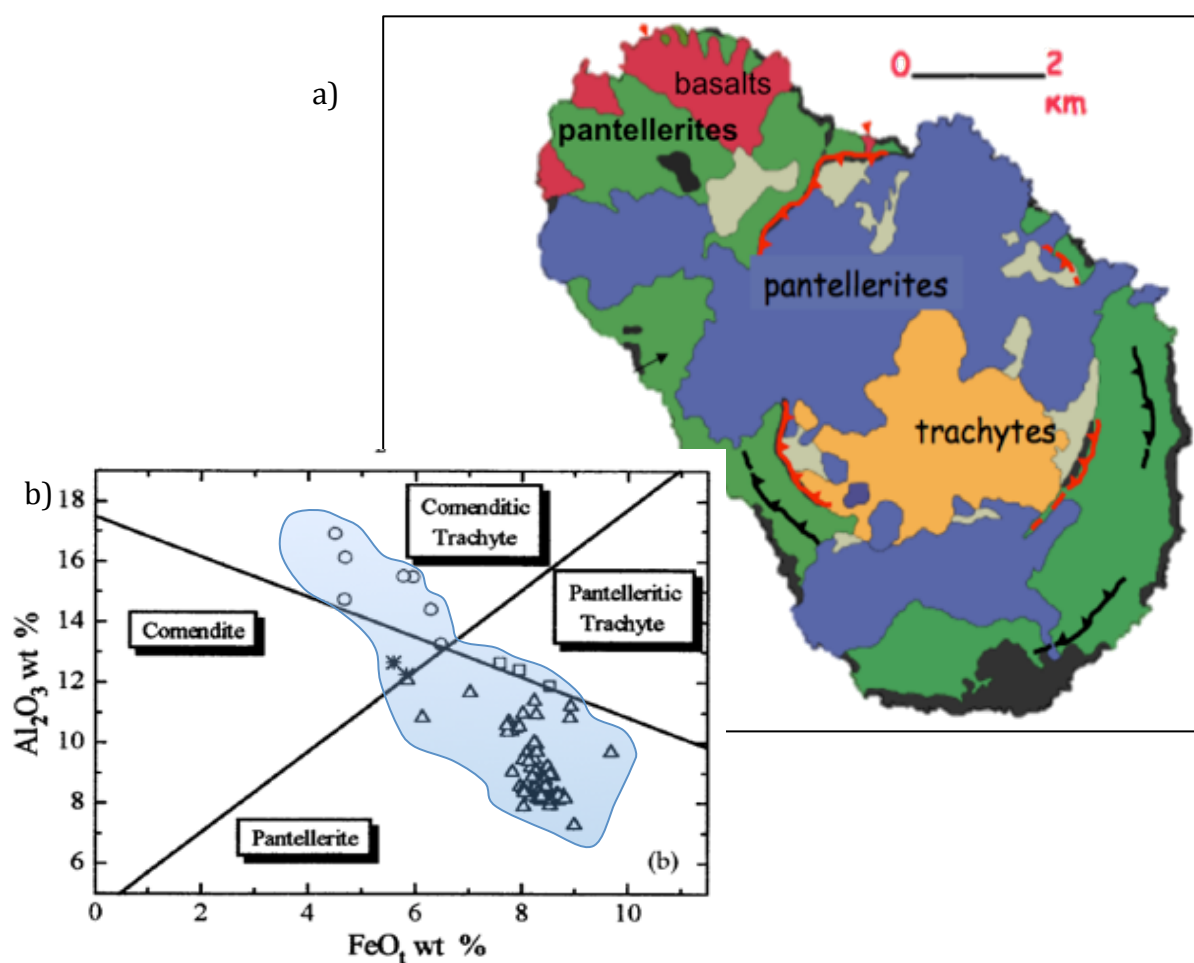 a)
basalts
pantellerites
0 2
км
pantellerites
trachytes
b)
18
16
14
12
10
8
6
Al₂O₃ wt %
Comenditic
Trachyte
Pantelleritic
Trachyte
Comendite
Pantellerite
(b)
0 2 4 6 8 10
FeOₜ wt %